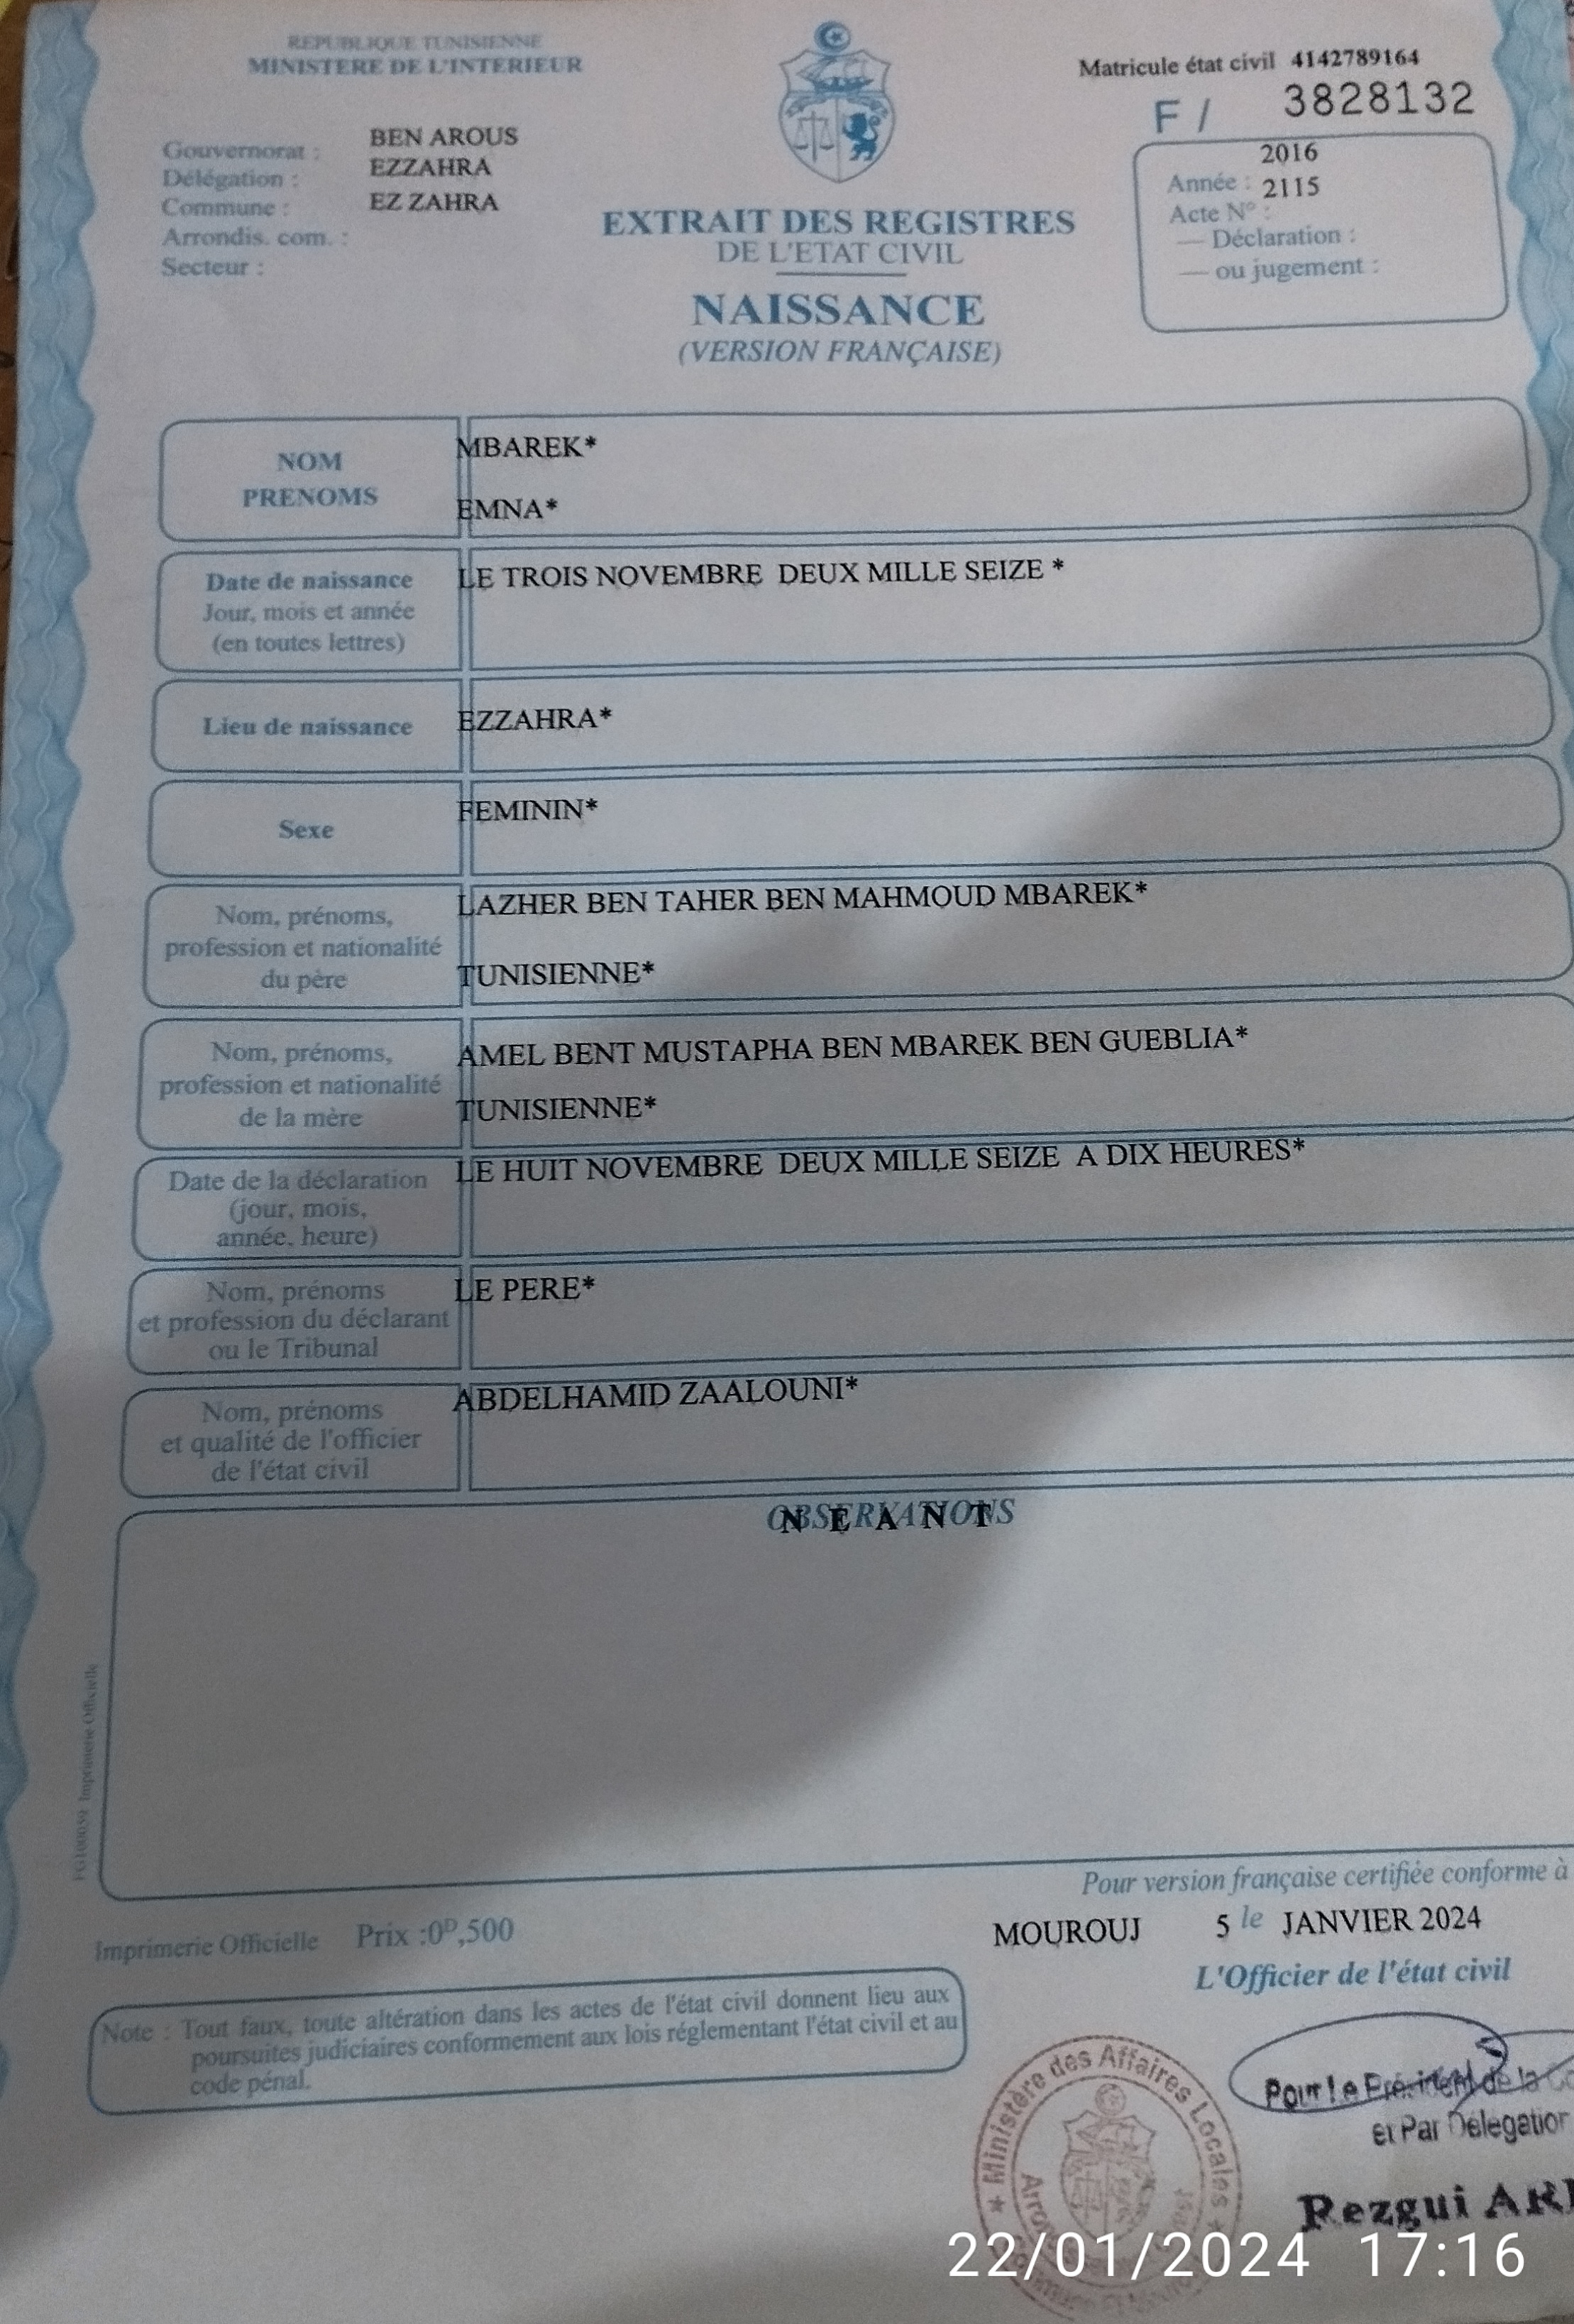 REPUBLIQUE TUNISIENNE
MINISTERE DE L'INTERIEUR
Matricule état civil 4142789164
F / 3828132
Gouvernorat : BEN AROUS
Délégation : EZZAHRA
Commune : EZ ZAHRA
Arrondis. com. :
Secteur :
2016
Année : 2115
Acte N° :
— Déclaration :
— ou jugement :
EXTRAIT DES REGISTRES
DE L'ETAT CIVIL
NAISSANCE
(VERSION FRANÇAISE)
NOM MBAREK*
PRENOMS EMNA*
Date de naissance LE TROIS NOVEMBRE DEUX MILLE SEIZE *
Jour, mois et année
(en toutes lettres)
Lieu de naissance EZZAHRA*
Sexe FEMININ*
Nom, prénoms, LAZHER BEN TAHER BEN MAHMOUD MBAREK*
profession et nationalité
du père TUNISIENNE*
Nom, prénoms, AMEL BENT MUSTAPHA BEN MBAREK BEN GUEBLIA*
profession et nationalité
de la mère TUNISIENNE*
Date de la déclaration LE HUIT NOVEMBRE DEUX MILLE SEIZE A DIX HEURES*
(jour, mois,
année, heure)
Nom, prénoms LE PERE*
et profession du déclarant
ou le Tribunal
Nom, prénoms ABDELHAMID ZAALOUNI*
et qualité de l'officier
de l'état civil
OBSERVATIONS
N E A N T
Imprimerie Officielle
Pour version française certifiée conforme à
MOUROUJ 5 le JANVIER 2024
L'Officier de l'état civil
Imprimerie Officielle Prix :0ᴰ,500
Note : Tout faux, toute altération dans les actes de l'état civil donnent lieu aux
poursuites judiciaires conformement aux lois réglementant l'état civil et au
code pénal.
Ministère des Affaires Locales
Pour Le Président de la
et Par Délégation
Rezgui
22/01/2024 17:16